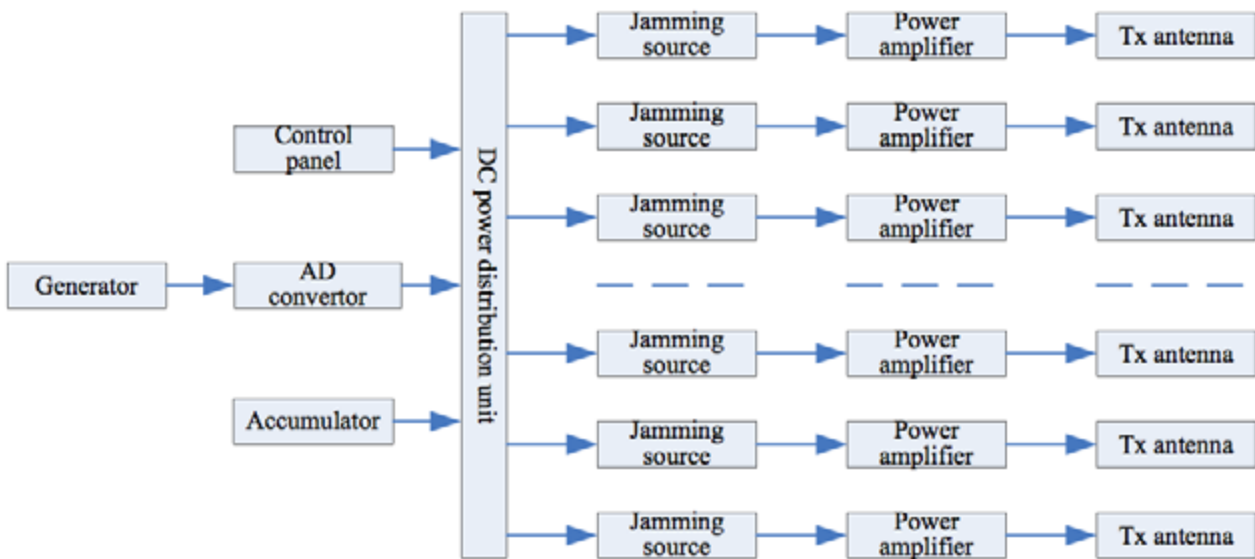 Jamming
source
Power
amplifier
Tx antenna
Jamming
source
Power
amplifier
Tx antenna
Control
panel
DC power distribution unit
Jamming
source
Power
amplifier
Tx antenna
Generator
AD
convertor
Jamming
source
Power
amplifier
Tx antenna
Accumulator
Jamming
source
Power
amplifier
Tx antenna
Jamming
source
Power
amplifier
Tx antenna